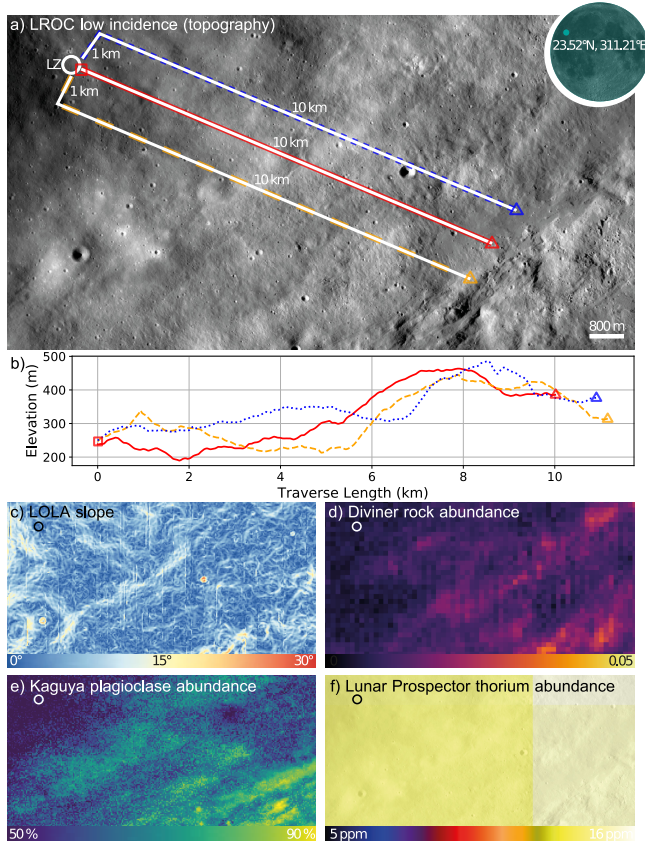 a) LROC low incidence (topography)
23.52°N, 311.21°E
LZ
1 km
1 km
10 km
10 km
10 km
800 m
b)
500
400
300
200
Elevation (m)
0
2
4
6
8
10
Traverse Length (km)
c) LOLA slope
0°
15°
30°
d) Diviner rock abundance
0
0.05
e) Kaguya plagioclase abundance
50 %
90 %
f) Lunar Prospector thorium abundance
5 ppm
16 ppm